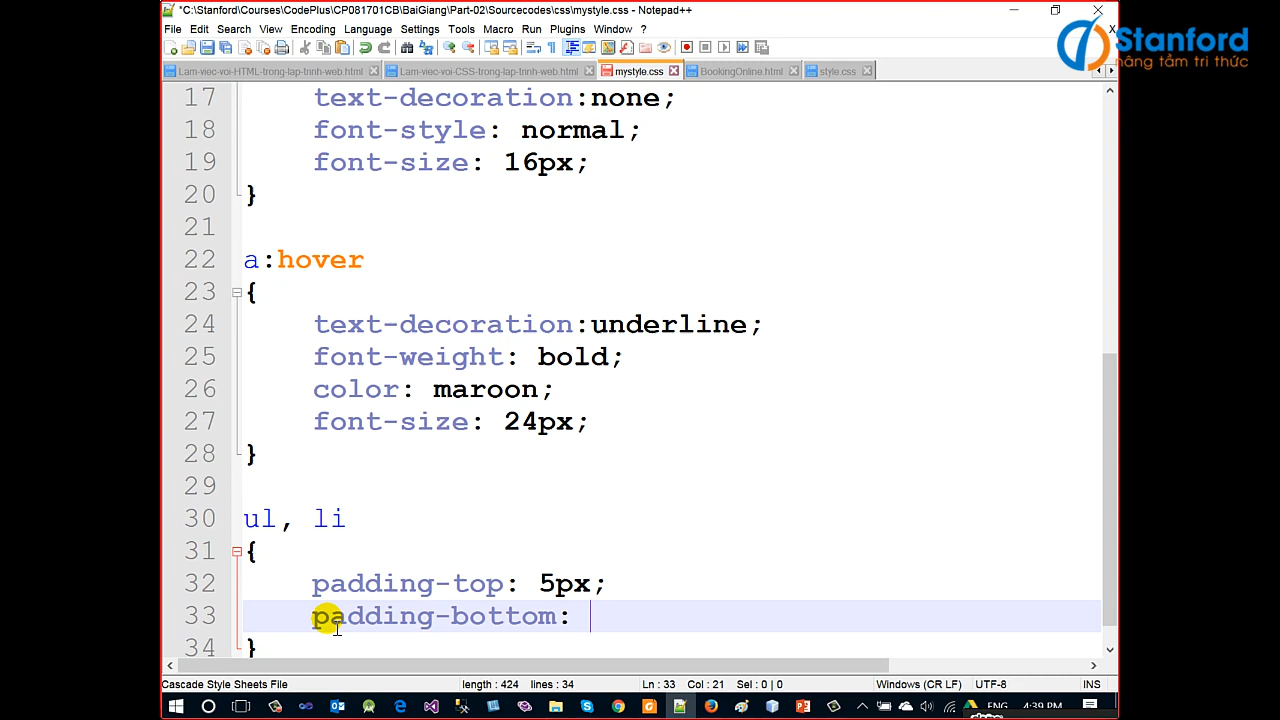 *C:\Stanford\Courses\CodePlus\CP081701CB\BaiGiang\Part-02\Sourcecodes\css\mystyle.css - Notepad++
File Edit Search View Encoding Language Settings Tools Macro Run Plugins Window ? X
Stanford
nâng tầm tri thức
Lam-viec-voi-HTML-trong-lap-trinh-web.html Lam-viec-voi-CSS-trong-lap-trinh-web.html mystyle.css BookingOnline.html style.css
17 text-decoration:none;
18 font-style: normal;
19 font-size: 16px;
20 }
21
22 a:hover
23 {
24 text-decoration:underline;
25 font-weight: bold;
26 color: maroon;
27 font-size: 24px;
28 }
29
30 ul, li
31 {
32 padding-top: 5px;
33 padding-bottom:
34 }
Cascade Style Sheets File length : 424 lines : 34 Ln : 33 Col : 21 Sel : 0 | 0 Windows (CR LF) UTF-8 INS
ENG 4:39 PM